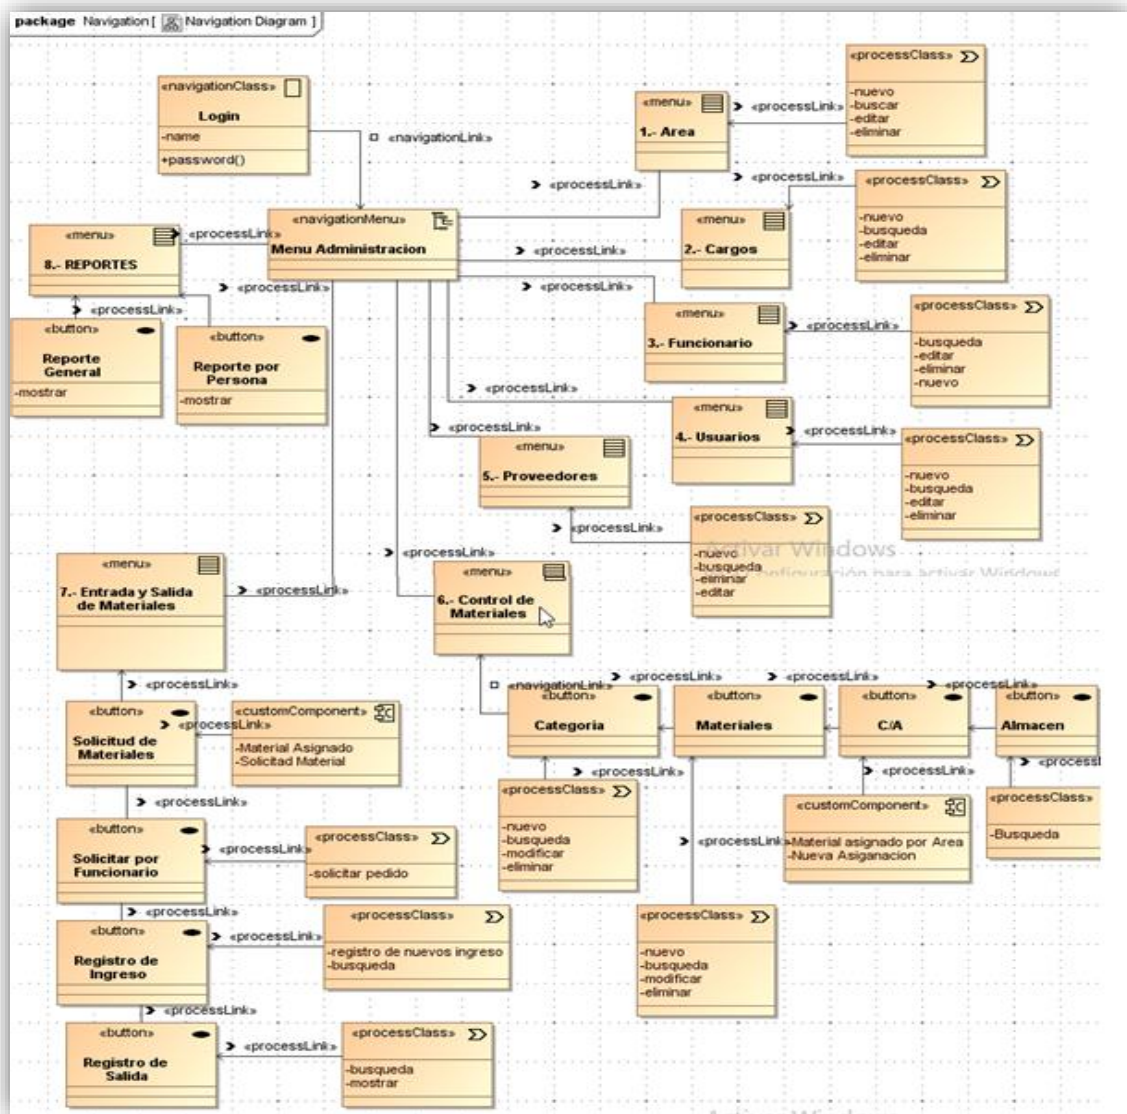 package Navigation [ Navigation Diagram ]
«navigationClass»
Login
-name
+password()
«navigationLink»
«menu»
1.- Area
«processLink»
«processClass»
-nuevo
-buscar
-editar
-eliminar
«processLink»
«processLink»
«processClass»
-nuevo
-busqueda
-editar
-eliminar
«navigationMenu»
Menu Administracion
«menu»
2.- Cargos
«processLink»
«menu»
8.- REPORTES
«processLink»
«processLink»
«processLink»
«processLink»
«button»
Reporte
General
-mostrar
«button»
Reporte por
Persona
-mostrar
«menu»
3.- Funcionario
«processLink»
«processClass»
-busqueda
-editar
-eliminar
-nuevo
«processLink»
«menu»
4.- Usuarios
«processLink»
«processClass»
-nuevo
-busqueda
-editar
-eliminar
«processLink»
«menu»
5.- Proveedores
«processLink»
«processClass»
-nuevo
-busqueda
-eliminar
-editar
Activar Windows
configuración para activar Windows
«processLink»
«menu»
7.- Entrada y Salida
de Materiales
«processLink»
«menu»
6.- Control de
Materiales
«processLink»
«navigationLink»
«processLink»
«processLink»
«processLink»
«button»
Categoria
«button»
Materiales
«button»
C/A
«button»
Almacen
«button»
Solicitud de
Materiales
«processLink»
«customComponent»
-Material Asignado
-Solicitad Material
«processLink»
«processLink»
«processLink»
«processL
«processClass»
-nuevo
-busqueda
-modificar
-eliminar
«customComponent»
-Material asignado por Area
-Nueva Asiganacion
«processClass»
-Busqueda
«processLink»
«button»
Solicitar por
Funcionario
«processLink»
«processClass»
-solicitar pedido
«processLink»
«button»
Registro de
Ingreso
«processLink»
«processClass»
-registro de nuevos ingreso
-busqueda
«processClass»
-nuevo
-busqueda
-modificar
-eliminar
«processLink»
«button»
Registro de
Salida
«processLink»
«processClass»
-busqueda
-mostrar